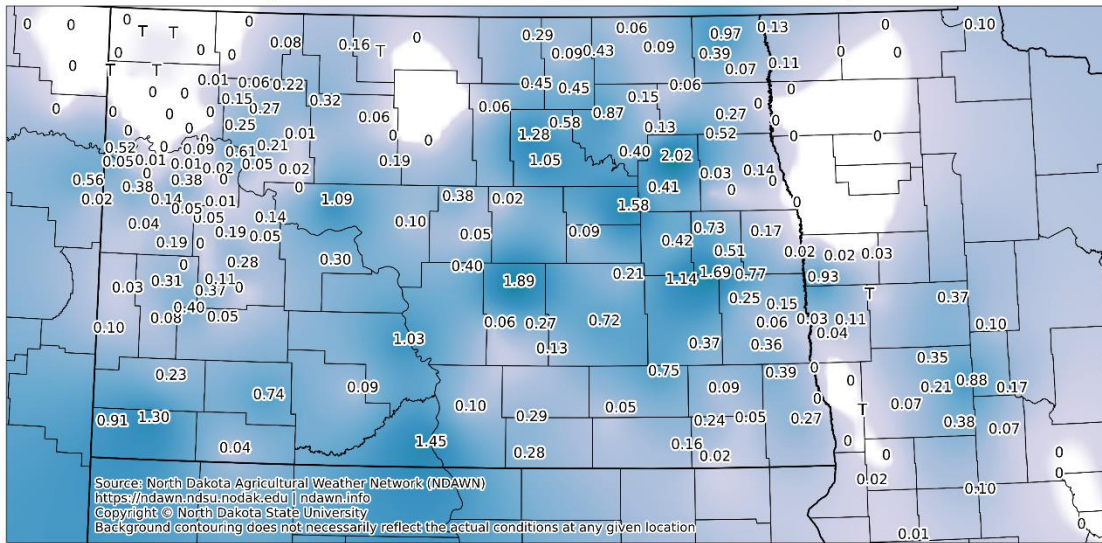 0 0 0 T T 0 0 0.08 0.16 T 0 0.29 0.06 0.97 0.13 0 0.10
0 0 0 0.09 0.43 0.09 0.39 0 0
0 T T 0.07 0.11
0.01 0.06 0.22 0.45 0.45 0.06
0 0 0.15 0.27 0.32 0.06 0.15 0
0 0 0 0.25 0.06 0.58 0.87 0.27 0
0 0 0.01 0 0 1.28 0.13 0.52 0 0
0.52 0 0.09 0 0.61 0.21 0.40 2.02
0.05 0.01 0.01 0.02 0.05 0.02 0.19 1.05 0.03 0.14
0.56 0 0.38 0.38 0 0 0.41 0 0
0.02 0.14 0.01 1.09 0.38 0.02 1.58 0
0.04 0.05 0.05 0.14 0.10 0.73
0.19 0 0.19 0.05 0.05 0.09 0.42 0.17
0 0.28 0.30 0.40 0.51 0.02 0.02 0.03
0.03 0.31 0.11 0.37 0 1.89 0.21 1.14 1.69 0.77 0.93
0.40 0.25 0.15 T 0.37
0.10 0.08 0.05 0.06 0.27 0.72 0.06 0.03 0.11 0.10
1.03 0.13 0.37 0.36 0.04
0.23 0.75 0.39 0 0.35
0.74 0.09 0.09 0 0.21 0.88 0.17
0.91 1.30 0.10 0.29 0.05 0.24 0.05 0.27 0 T 0.07
0.04 1.45 0.28 0.16 0 0.38 0.07
0.02 0 0
0.02 0.10 0
0.01 0
Source: North Dakota Agricultural Weather Network (NDAWN)
https://ndawn.ndsu.nodak.edu | ndawn.info
Copyright © North Dakota State University
Background contouring does not necessarily reflect the actual conditions at any given location